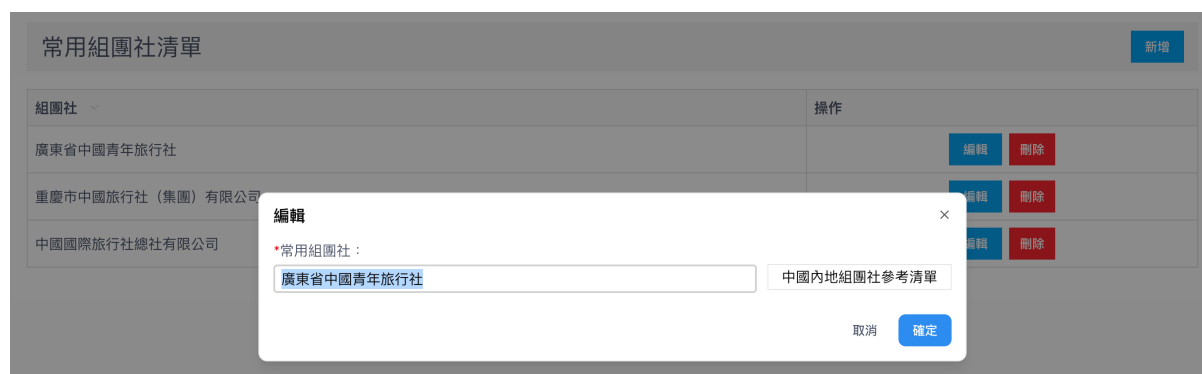 常用組團社清單
新增
組團社
操作
廣東省中國青年旅行社
編輯 刪除
重慶市中國旅行社（集團）有限公司
編輯 刪除
中國國際旅行社總社有限公司
編輯 刪除
編輯
×
*常用組團社：
廣東省中國青年旅行社
中國內地組團社參考清單
取消
確定